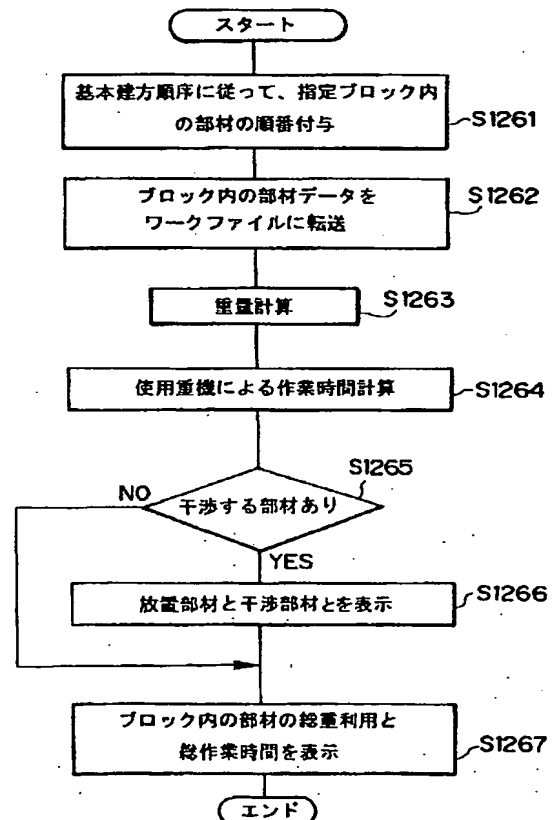 スタート
基本建方順序に従って、指定ブロック内
の部材の順番付与
S1261
ブロック内の部材データを
ワークファイルに転送
S1262
重量計算
S1263
使用重機による作業時間計算
S1264
S1265
NO
干渉する部材あり
YES
放置部材と干渉部材とを表示
S1266
ブロック内の部材の総重利用と
総作業時間を表示
S1267
エンド